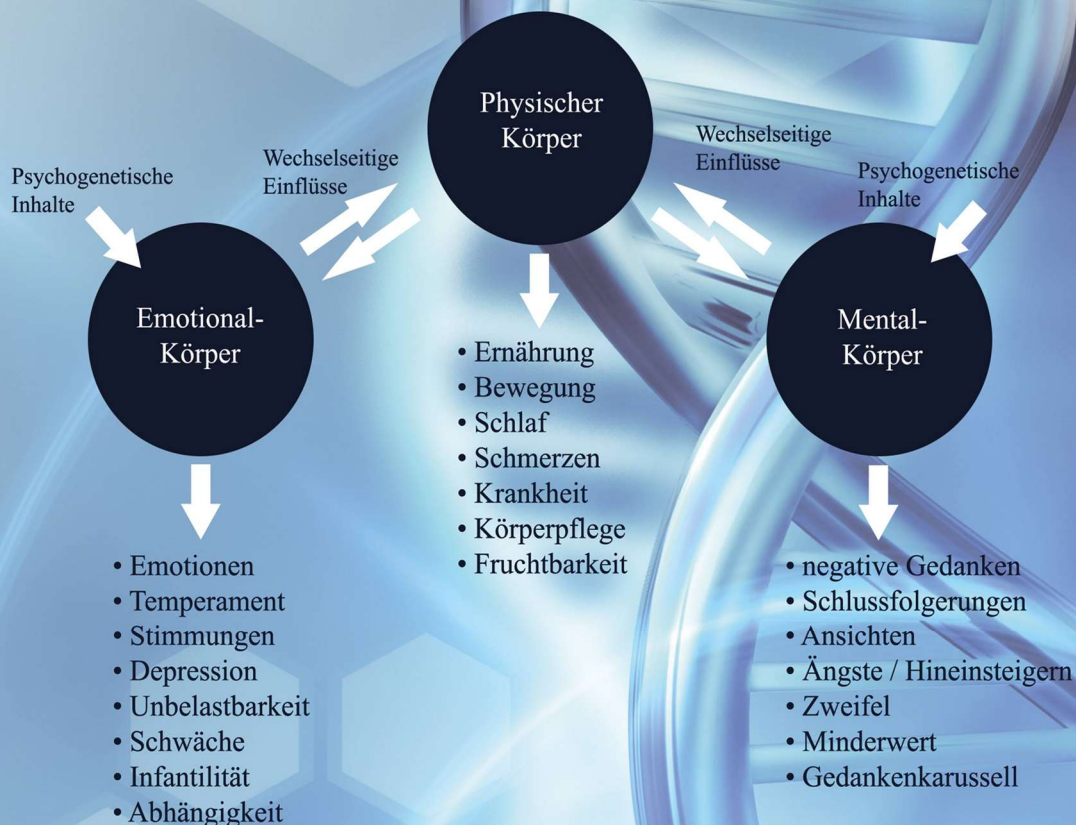 Physischer
Körper
Wechselseitige
Einflüsse
Wechselseitige
Einflüsse
Psychogenetische
Inhalte
Psychogenetische
Inhalte
Emotional-
Körper
Mental-
Körper
• Ernährung
• Bewegung
• Schlaf
• Schmerzen
• Krankheit
• Körperpflege
• Fruchtbarkeit
• Emotionen
• Temperament
• Stimmungen
• Depression
• Unbelastbarkeit
• Schwäche
• Infantilität
• Abhängigkeit
• negative Gedanken
• Schlussfolgerungen
• Ansichten
• Ängste / Hineinsteigern
• Zweifel
• Minderwert
• Gedankenkarussell